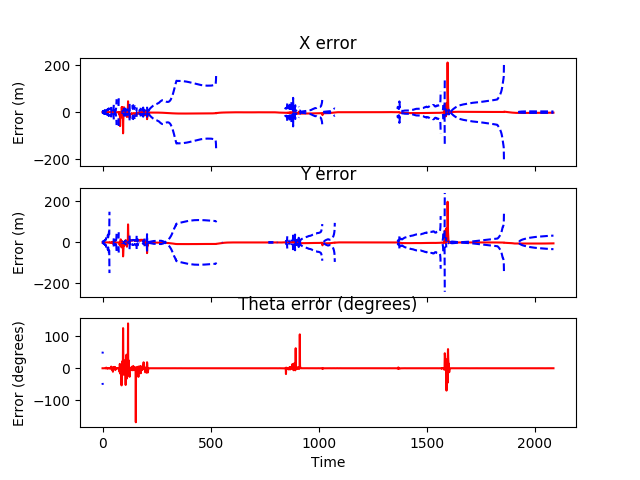 X error
200
0
−200
Error (m)
Y error
200
0
−200
Error (m)
Theta error (degrees)
100
0
−100
Error (degrees)
0 500 1000 1500 2000
Time